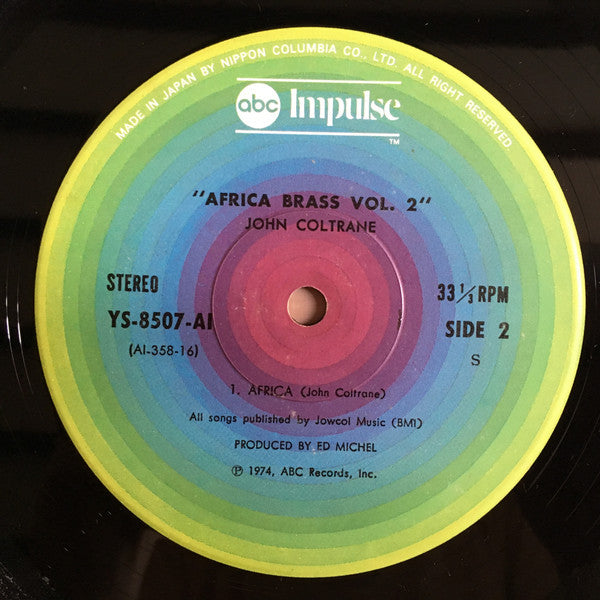 MADE IN JAPAN BY NIPPON COLUMBIA CO., LTD. ALL RIGHT RESERVED.
abc Impulse
TM
"AFRICA BRASS VOL. 2"
JOHN COLTRANE
STEREO
YS-8507-AI
(AI-358-16)
33 1/3 RPM
SIDE 2
S
1. AFRICA (John Coltrane)
All songs published by Jowcol Music (BMI)
PRODUCED BY ED MICHEL
℗ 1974, ABC Records, Inc.